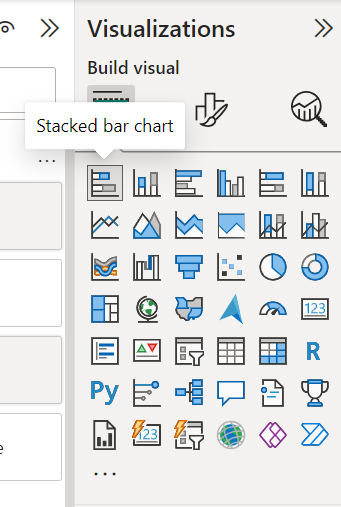 Visualizations
Build visual
Stacked bar chart
...
123
R
Py
123
e
...